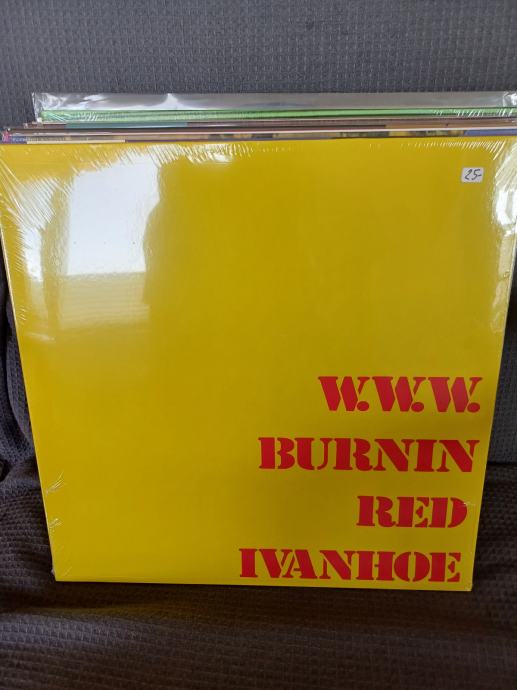 25-
W.W.W.
BURNIN
RED
IVANHOE